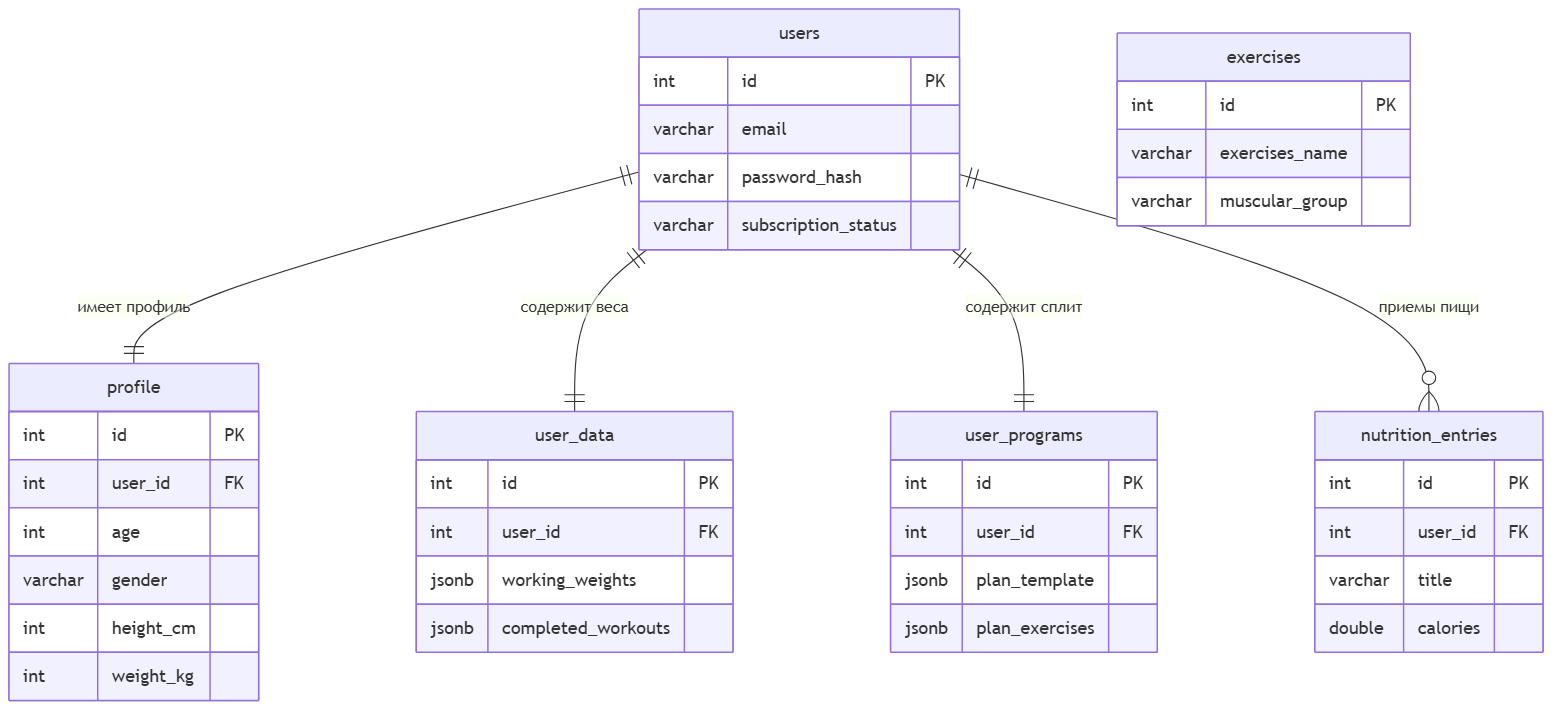 users
int id PK
varchar email
varchar password_hash
varchar subscription_status
exercises
int id PK
varchar exercises_name
varchar muscular_group
имеет профиль
содержит веса
содержит сплит
приемы пищи
profile
int id PK
int user_id FK
int age
varchar gender
int height_cm
int weight_kg
user_data
int id PK
int user_id FK
jsonb working_weights
jsonb completed_workouts
user_programs
int id PK
int user_id FK
jsonb plan_template
jsonb plan_exercises
nutrition_entries
int id PK
int user_id FK
varchar title
double calories